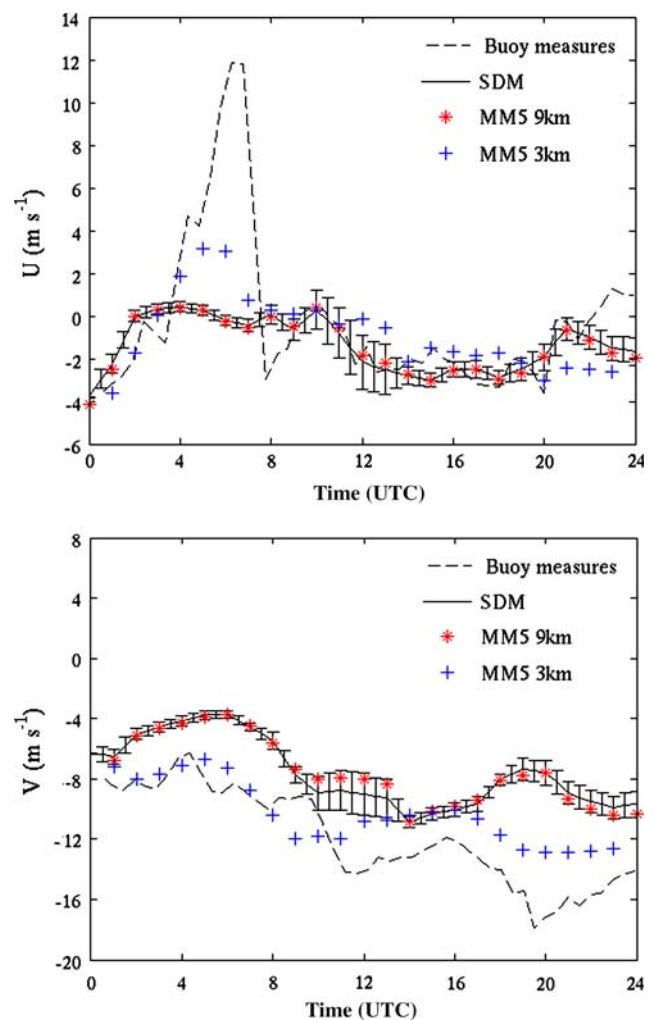 14
12
10
8
6
4
2
0
-2
-4
-6
U (m s⁻¹)
Buoy measures
SDM
MM5 9km
MM5 3km
0 4 8 12 16 20 24
Time (UTC)
8
4
0
-4
-8
-12
-16
-20
V (m s⁻¹)
Buoy measures
SDM
MM5 9km
MM5 3km
0 4 8 12 16 20 24
Time (UTC)